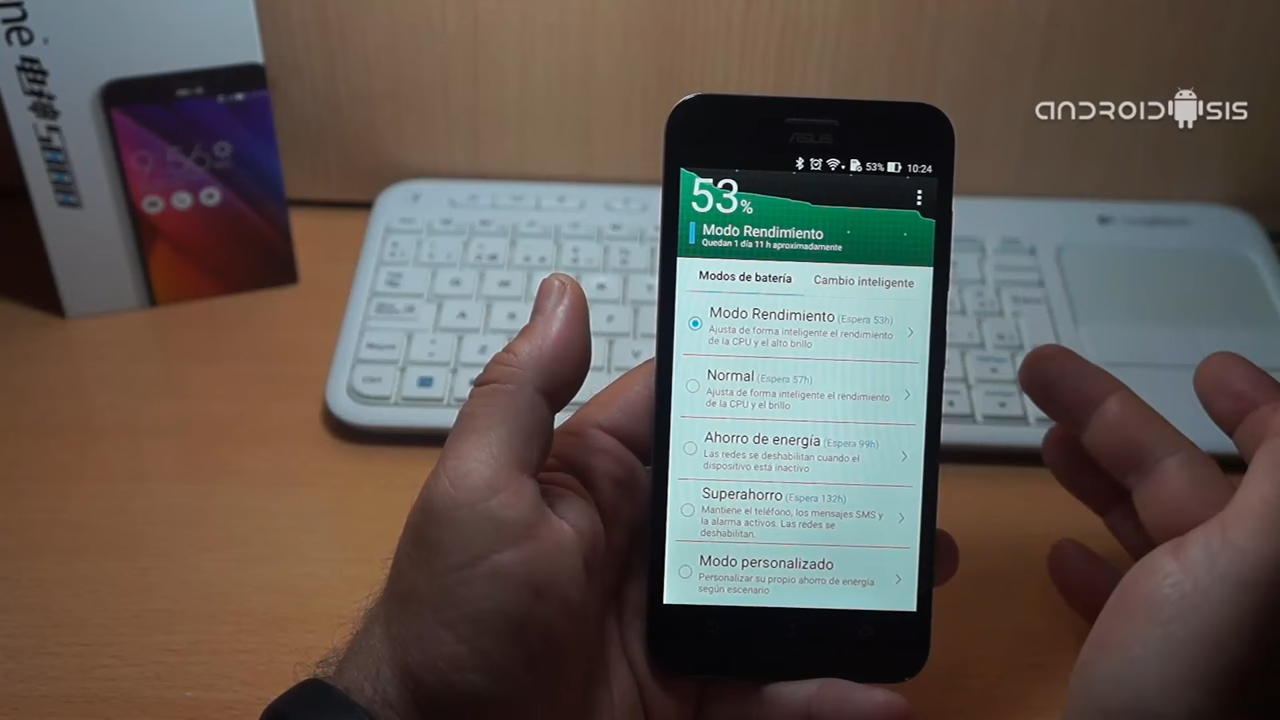 ANDROIDSIS
ne
5000
9:56
ASUS
53% 10:24
53%
Modo Rendimiento
Quedan 1 día 11 h aproximadamente
Modos de batería
Cambio inteligente
Modo Rendimiento (Espera 53h)
Ajusta de forma inteligente el rendimiento
de la CPU y el alto brillo
Normal (Espera 57h)
Ajusta de forma inteligente el rendimiento
de la CPU y el brillo
Ahorro de energía (Espera 99h)
Las redes se deshabilitan cuando el
dispositivo está inactivo
Superahorro (Espera 132h)
Mantiene el teléfono, los mensajes SMS y
la alarma activos. Las redes se
deshabilitan.
Modo personalizado
Personalizar su propio ahorro de energía
según escenario